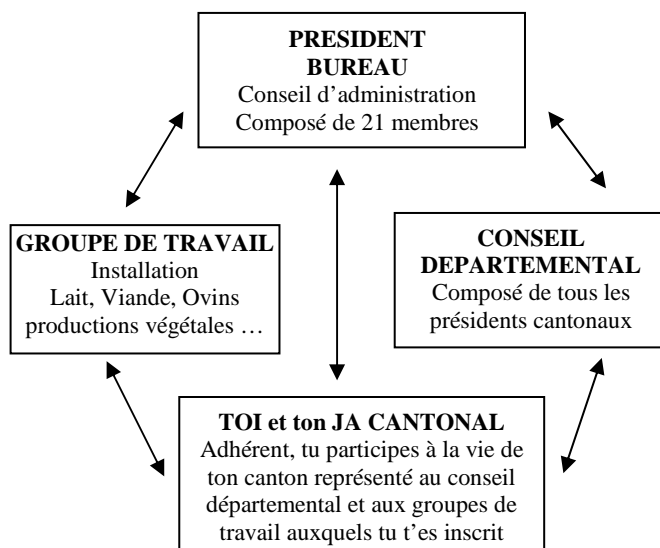 PRESIDENT
BUREAU
Conseil d'administration
Composé de 21 membres
GROUPE DE TRAVAIL
Installation
Lait, Viande, Ovins
productions végétales …
CONSEIL
DEPARTEMENTAL
Composé de tous les
présidents cantonaux
TOI et ton JA CANTONAL
Adhérent, tu participes à la vie de
ton canton représenté au conseil
départemental et aux groupes de
travail auxquels tu t'es inscrit